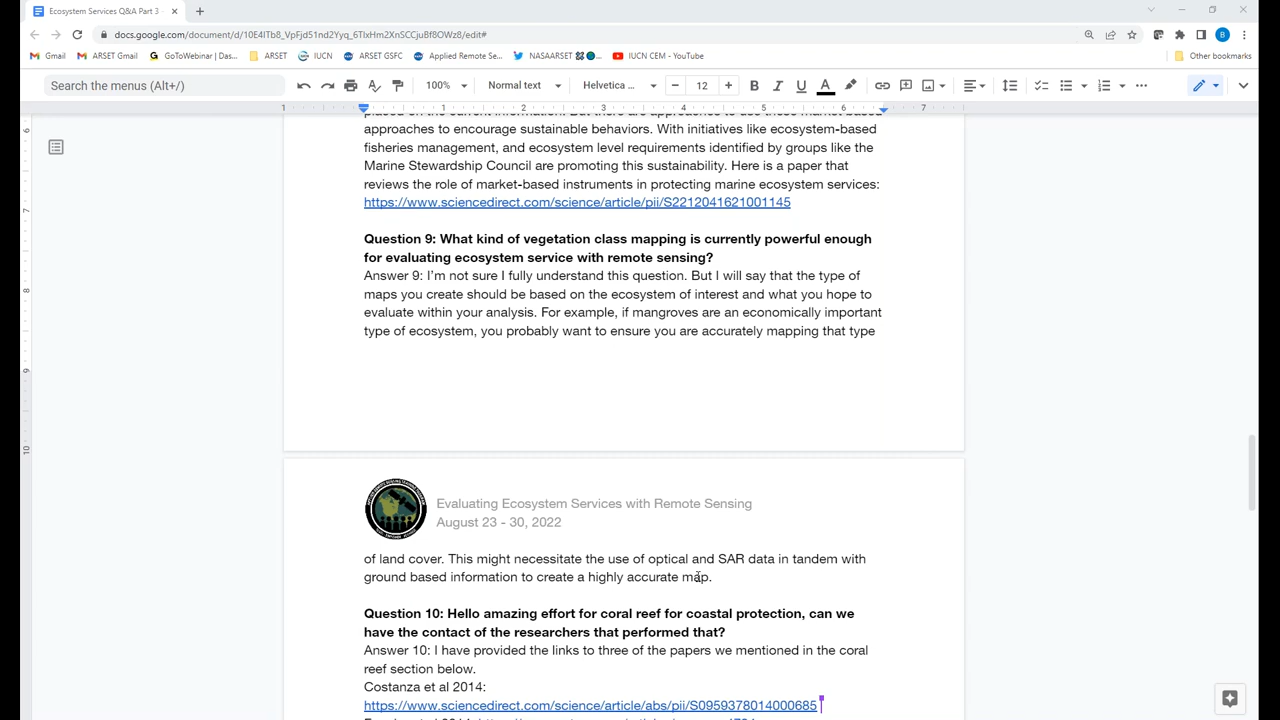 Ecosystem Services Q&A Part 3
docs.google.com/document/d/10E4ITb8_VpFjd51nd2Yyq_6TlxHm2XnSCCjuBf8OWz8/edit#
Gmail
ARSET Gmail
GoToWebinar | Das...
ARSET
IUCN
ARSET GSFC
Applied Remote Se...
NASAARSET
IUCN CEM - YouTube
Other bookmarks
Search the menus (Alt+/)
100%
Normal text
Helvetica ...
12
approaches to encourage sustainable behaviors. With initiatives like ecosystem-based
fisheries management, and ecosystem level requirements identified by groups like the
Marine Stewardship Council are promoting this sustainability. Here is a paper that
reviews the role of market-based instruments in protecting marine ecosystem services:
https://www.sciencedirect.com/science/article/pii/S2212041621001145
Question 9: What kind of vegetation class mapping is currently powerful enough
for evaluating ecosystem service with remote sensing?
Answer 9: I'm not sure I fully understand this question. But I will say that the type of
maps you create should be based on the ecosystem of interest and what you hope to
evaluate within your analysis. For example, if mangroves are an economically important
type of ecosystem, you probably want to ensure you are accurately mapping that type
Evaluating Ecosystem Services with Remote Sensing
August 23 - 30, 2022
of land cover. This might necessitate the use of optical and SAR data in tandem with
ground based information to create a highly accurate map.
Question 10: Hello amazing effort for coral reef for coastal protection, can we
have the contact of the researchers that performed that?
Answer 10: I have provided the links to three of the papers we mentioned in the coral
reef section below.
Costanza et al 2014:
https://www.sciencedirect.com/science/article/abs/pii/S0959378014000685